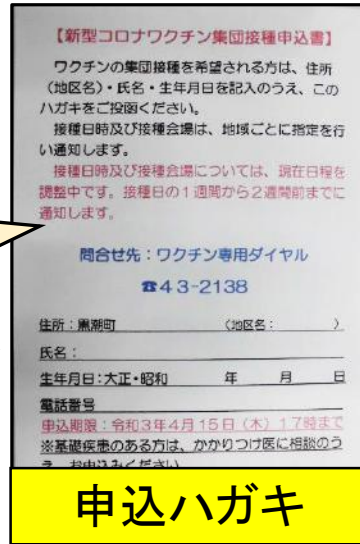 【新型コロナワクチン集団接種申込書】
ワクチンの集団接種を希望される方は、住所
（地区名）・氏名・生年月日を記入のうえ、この
ハガキをご投函ください。
接種日時及び接種会場は、地域ごとに指定を行
い通知します。
接種日時及び接種会場については、現在日程を
調整中です。接種日の１週間から２週間前までに
通知します。
問合せ先：ワクチン専用ダイヤル
☎43-2138
住所：黒潮町　（地区名：　）
氏名：
生年月日：大正・昭和　年　月　日
電話番号
申込期限：令和３年４月15日（木）１７時まで
※基礎疾患のある方は、かかりつけ医に相談のう
え、お申込みください
申込ハガキ